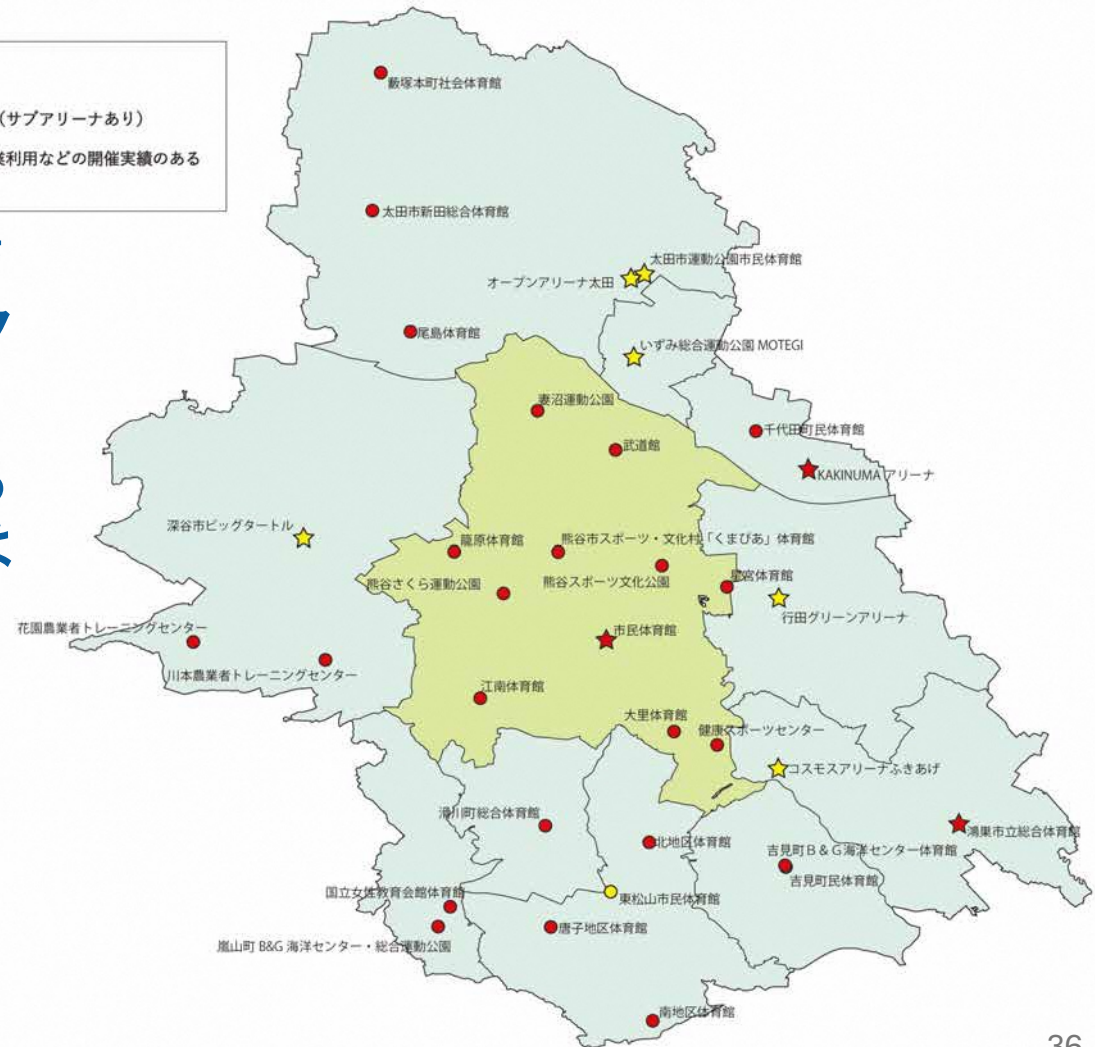 （サブアリーナあり）
業利用などの開催実績のある
藪塚本町社会体育館
太田市新田総合体育館
太田市運動公園市民体育館
オープンアリーナ太田
尾島体育館
いずみ総合運動公園 MOTEGI
妻沼運動公園
千代田町民体育館
武道館
KAKINUMA アリーナ
深谷市ビッグタートル
籠原体育館
熊谷市スポーツ・文化村「くまぴあ」体育館
熊谷さくら運動公園
熊谷スポーツ文化公園
星宮体育館
行田グリーンアリーナ
花園農業者トレーニングセンター
市民体育館
川本農業者トレーニングセンター
江南体育館
大里体育館
健康スポーツセンター
コスモスアリーナふきあげ
滑川町総合体育館
北地区体育館
鴻巣市立総合体育館
吉見町B＆G海洋センター体育館
吉見町民体育館
国立女性教育会館体育館
東松山市民体育館
唐子地区体育館
嵐山町 B&G 海洋センター・総合運動公園
南地区体育館
36